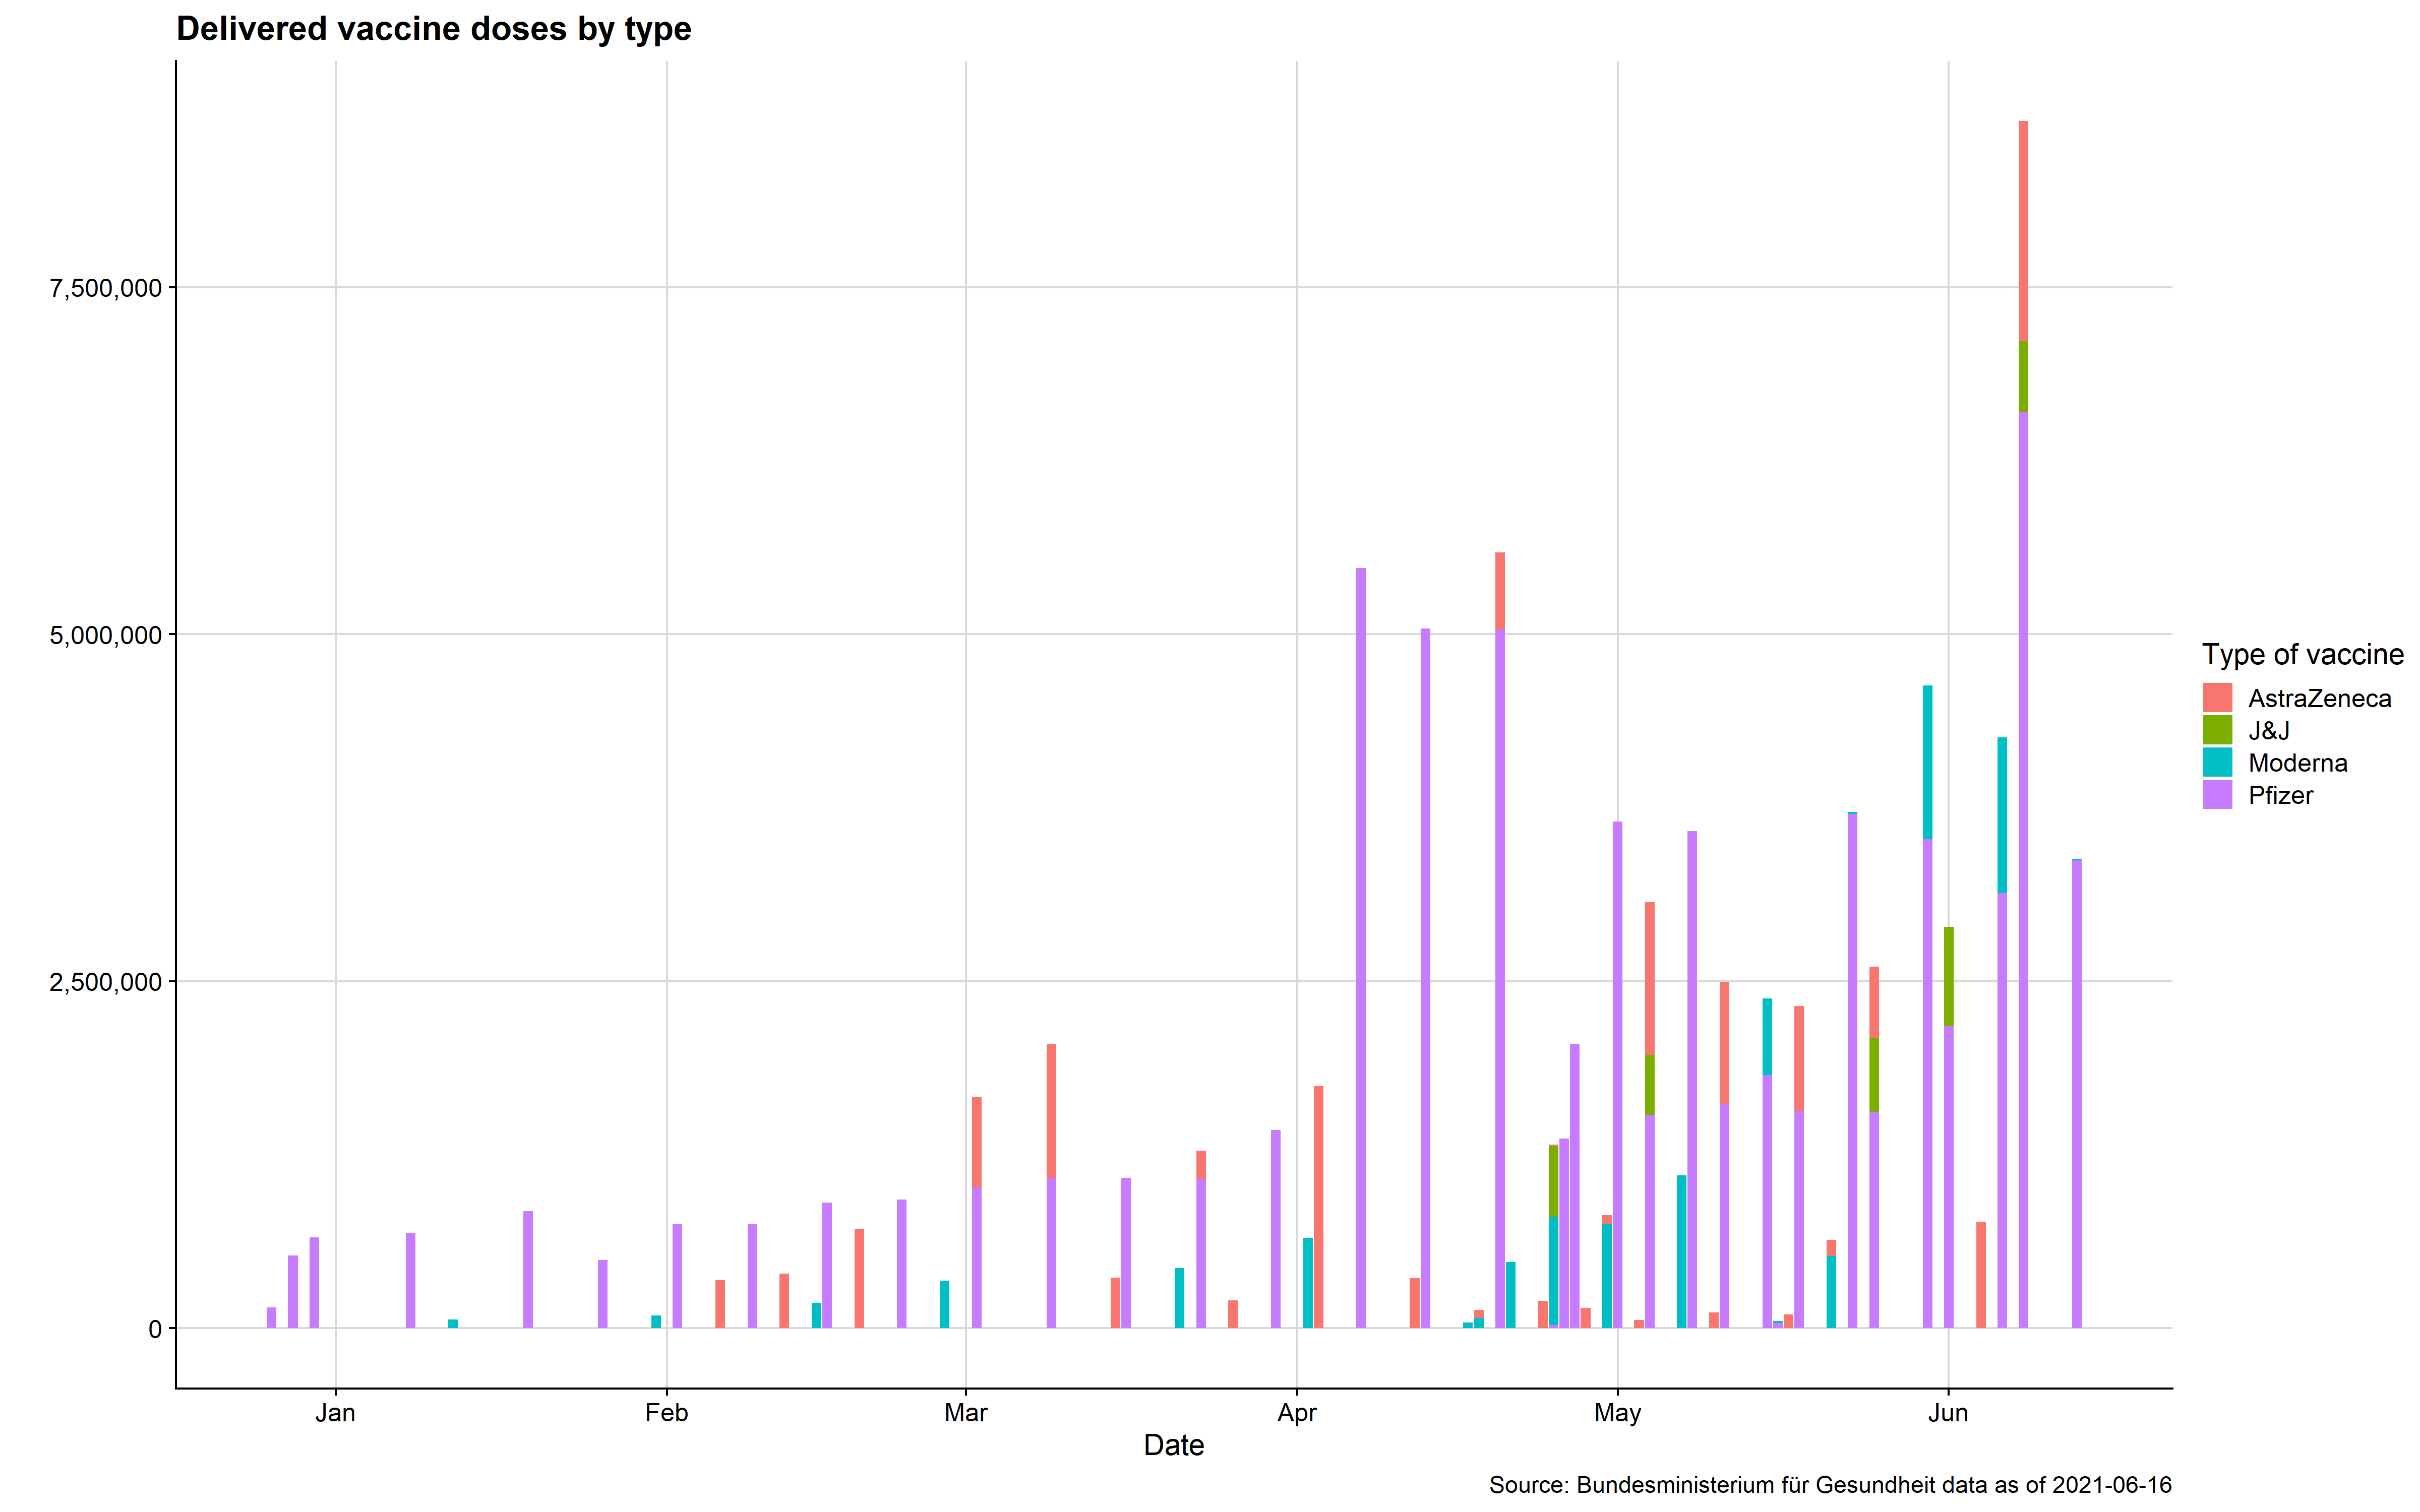 Delivered vaccine doses by type
7,500,000
5,000,000
2,500,000
0
Jan
Feb
Mar
Apr
May
Jun
Date
Type of vaccine
AstraZeneca
J&J
Moderna
Pfizer
Source: Bundesministerium für Gesundheit data as of 2021-06-16